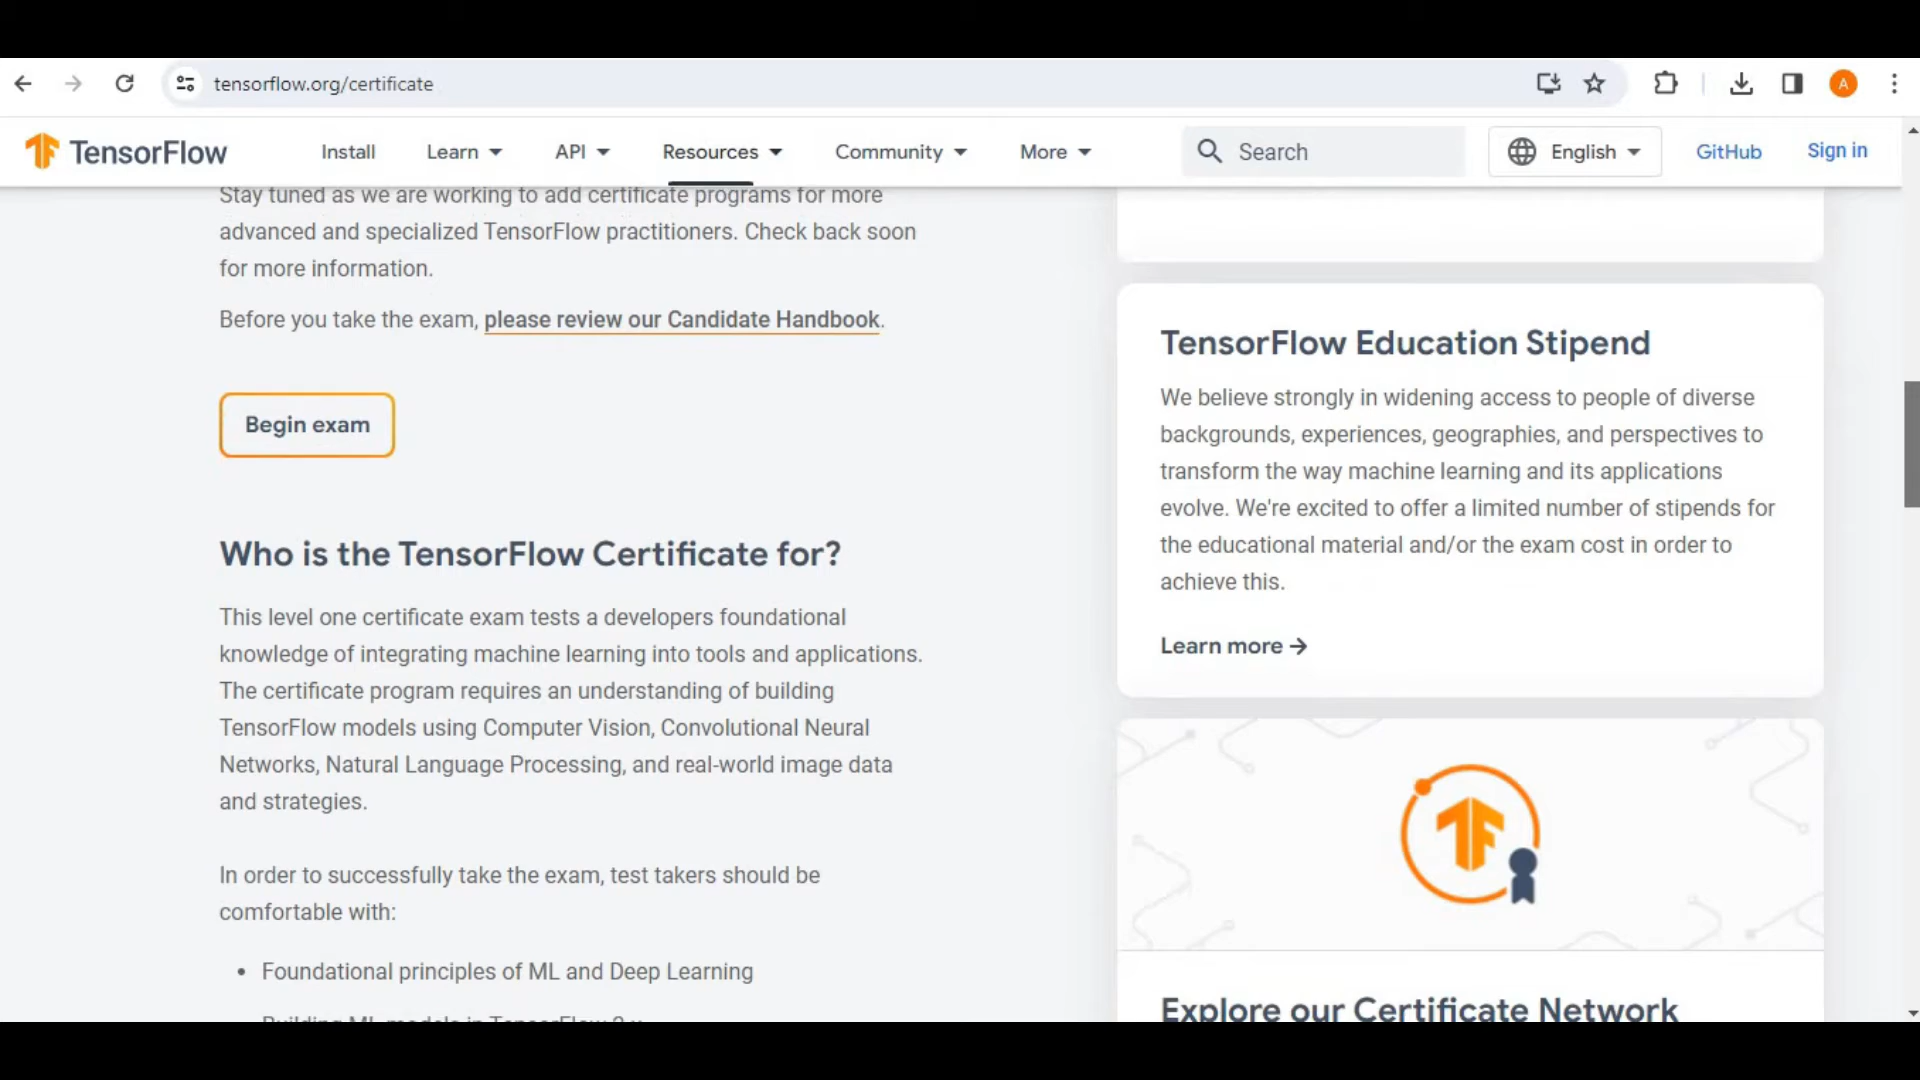 tensorflow.org/certificate
A
TensorFlow
Install
Learn
API
Resources
Community
More
Search
English
GitHub
Sign in
Stay tuned as we are working to add certificate programs for more
advanced and specialized TensorFlow practitioners. Check back soon
for more information.
Before you take the exam, please review our Candidate Handbook.
Begin exam
Who is the TensorFlow Certificate for?
This level one certificate exam tests a developers foundational
knowledge of integrating machine learning into tools and applications.
The certificate program requires an understanding of building
TensorFlow models using Computer Vision, Convolutional Neural
Networks, Natural Language Processing, and real-world image data
and strategies.
In order to successfully take the exam, test takers should be
comfortable with:
• Foundational principles of ML and Deep Learning
Building ML models in TensorFlow 2.x
TensorFlow Education Stipend
We believe strongly in widening access to people of diverse
backgrounds, experiences, geographies, and perspectives to
transform the way machine learning and its applications
evolve. We're excited to offer a limited number of stipends for
the educational material and/or the exam cost in order to
achieve this.
Learn more →
Explore our Certificate Network